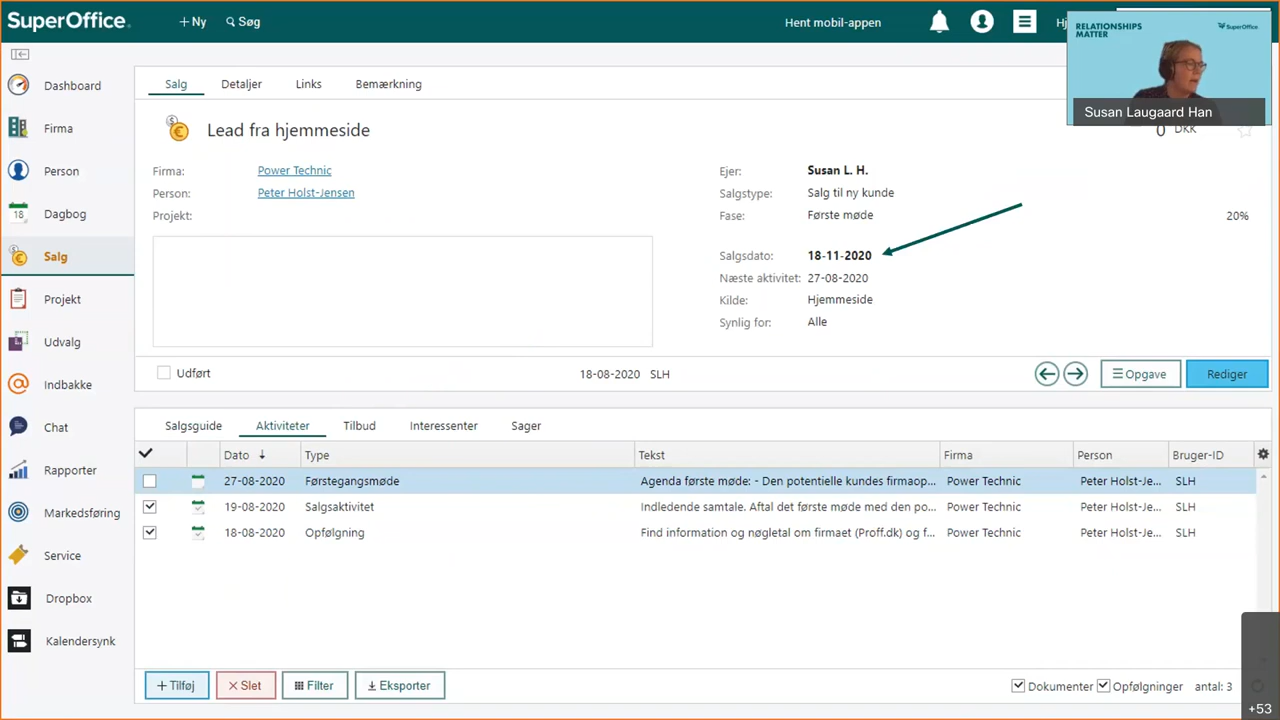 SuperOffice.
+ Ny
Søg
Hent mobil-appen
Hj
RELATIONSHIPS
MATTER
SuperOffice
Susan Laugaard Han
Dashboard
Firma
Person
18
Dagbog
Salg
Projekt
Udvalg
Indbakke
Chat
Rapporter
Markedsføring
Service
Dropbox
Kalendersynk
Salg
Detaljer
Links
Bemærkning
Lead fra hjemmeside
0 DKK
Firma: Power Technic
Person: Peter Holst-Jensen
Projekt:
Ejer: Susan L. H.
Salgstype: Salg til ny kunde
Fase: Første møde 20%
Salgsdato: 18-11-2020
Næste aktivitet: 27-08-2020
Kilde: Hjemmeside
Synlig for: Alle
Udført
18-08-2020 SLH
Opgave
Rediger
Salgsguide
Aktiviteter
Tilbud
Interessenter
Sager
Dato Type Tekst Firma Person Bruger-ID
27-08-2020 Førstegangsmøde Agenda første møde: - Den potentielle kundes firmaop... Power Technic Peter Holst-Je... SLH
19-08-2020 Salgsaktivitet Indledende samtale. Aftal det første møde med den po... Power Technic Peter Holst-Je... SLH
18-08-2020 Opfølgning Find information og nøgletal om firmaet (Proff.dk) og f... Power Technic Peter Holst-Je... SLH
+ Tilføj
× Slet
Filter
Eksporter
Dokumenter
Opfølgninger
antal: 3
+53